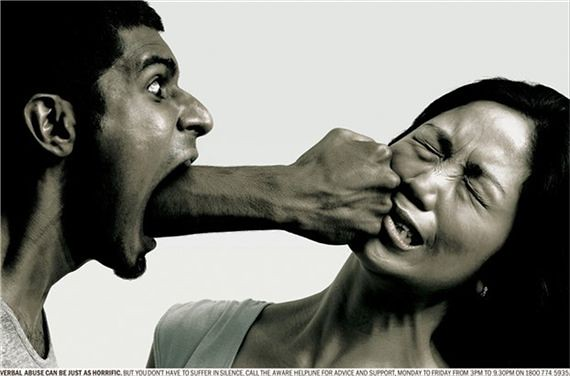 VERBAL ABUSE CAN BE JUST AS HORRIFIC. BUT YOU DON'T HAVE TO SUFFER IN SILENCE. CALL THE AWARE HELPLINE FOR ADVICE AND SUPPORT, MONDAY TO FRIDAY FROM 3PM TO 9.30PM ON 1800 774 5935.